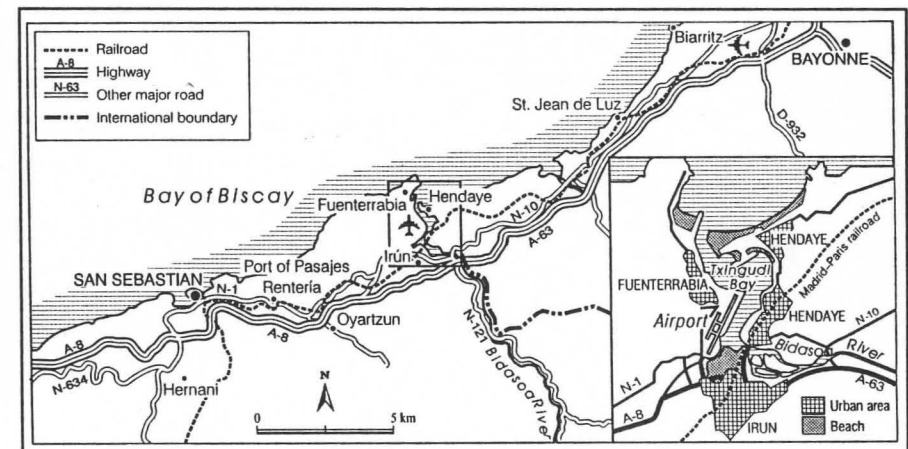 Railroad
A-8
Highway
N-63
Other major road
International boundary
Biarritz
BAYONNE
St. Jean de Luz
D-932
Bay of Biscay
Fuenterrabia
Hendaye
N-10
A-63
Irún
Port of Pasajes
SAN SEBASTIAN
N-1
Rentería
Oyartzun
A-8
A-8
N-634
Hernani
N-121
Bidasoa River
N
0 5 km
HENDAYE
Txingudi
Bay
Madrid-Paris railroad
FUENTERRABIA
HENDAYE
Airport
N-10
Bidasoa River
N-1
A-63
A-8
Urban area
IRUN
Beach